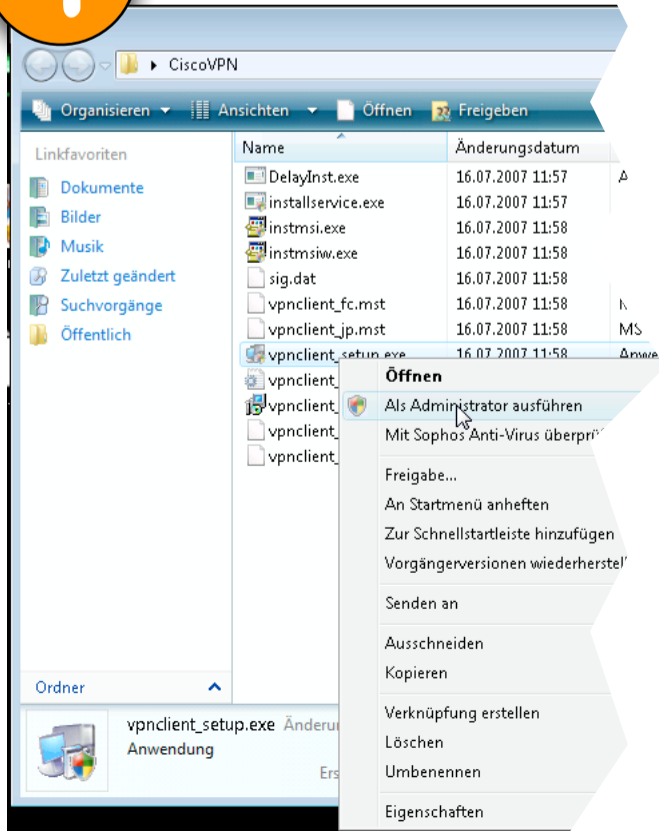 CiscoVPN
Organisieren Ansichten Öffnen Freigeben
Linkfavoriten
Dokumente
Bilder
Musik
Zuletzt geändert
Suchvorgänge
Öffentlich
Ordner
Name Änderungsdatum
DelayInst.exe 16.07.2007 11:57
installservice.exe 16.07.2007 11:57
instmsi.exe 16.07.2007 11:58
instmsiw.exe 16.07.2007 11:58
sig.dat 16.07.2007 11:58
vpnclient_fc.mst 16.07.2007 11:58
vpnclient_jp.mst 16.07.2007 11:58 MS
vpnclient_setup.exe 16.07.2007 11:58 Anwe
vpnclient_
vpnclient_
vpnclient_
vpnclient_
Öffnen
Als Administrator ausführen
Mit Sophos Anti-Virus überprü
Freigabe...
An Startmenü anheften
Zur Schnellstartleiste hinzufügen
Vorgängerversionen wiederherstel
Senden an
Ausschneiden
Kopieren
Verknüpfung erstellen
Löschen
Umbenennen
Eigenschaften
vpnclient_setup.exe Änderu
Anwendung
Ers